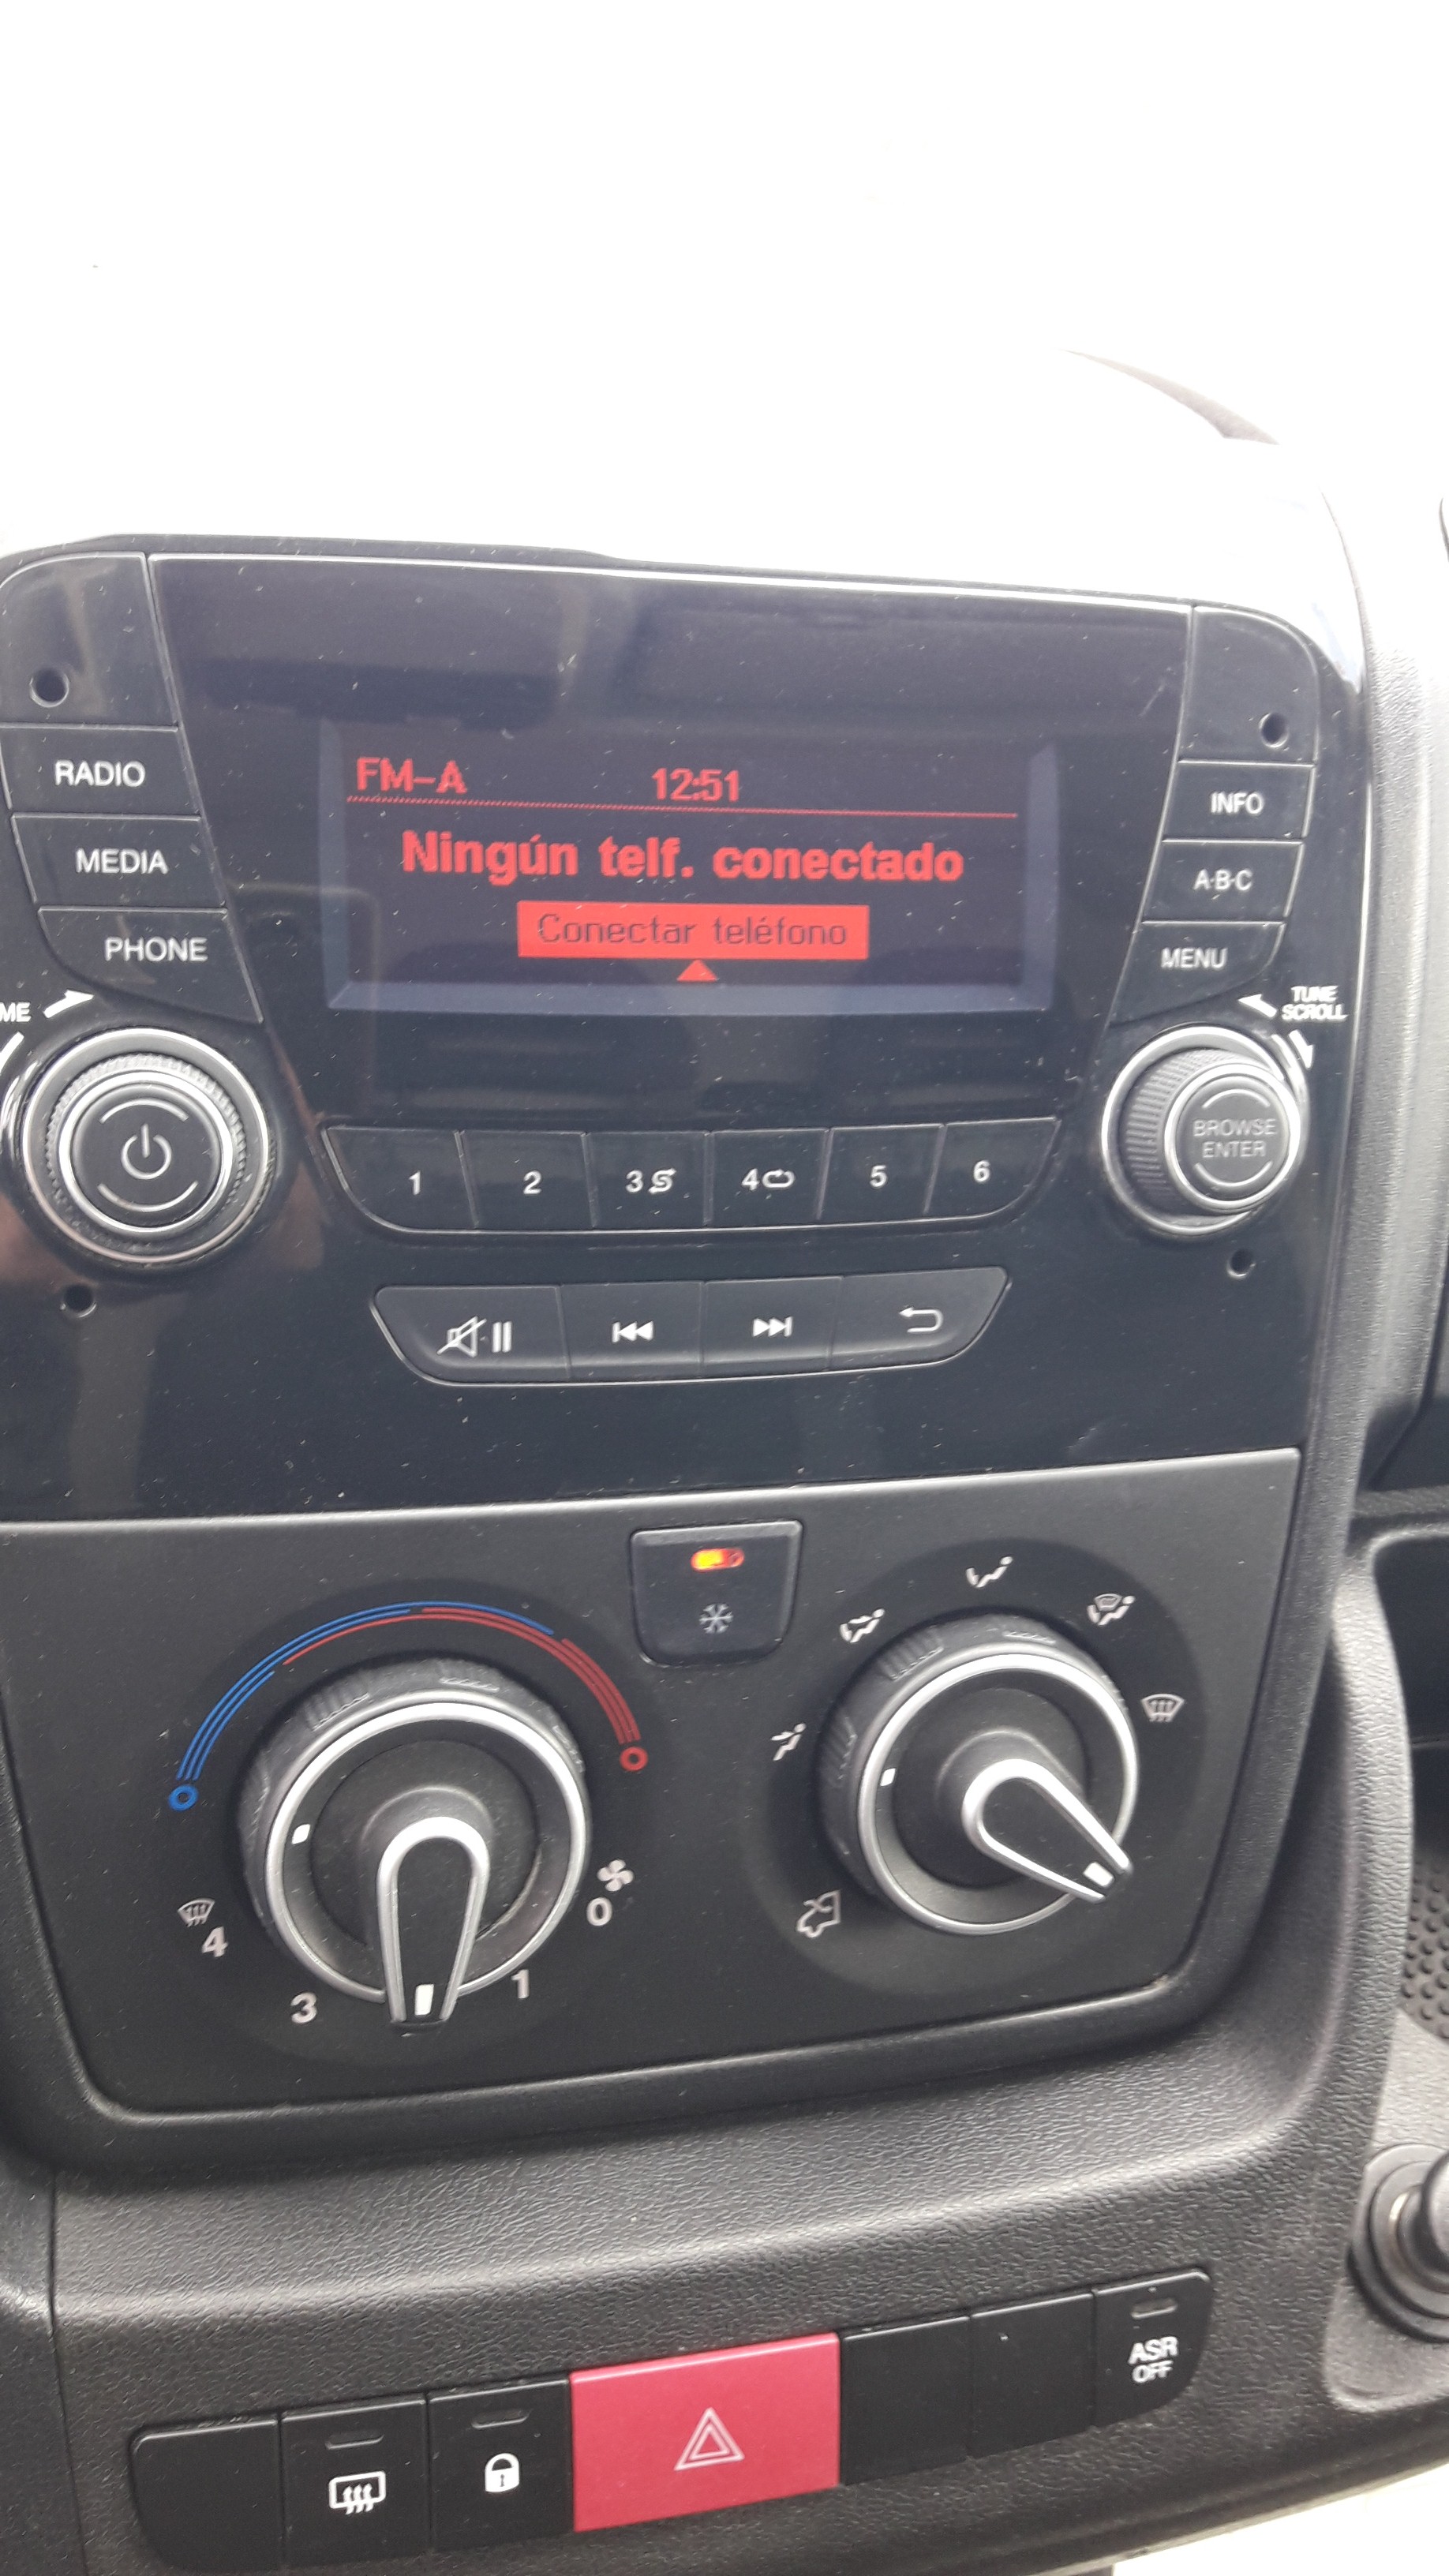 FM-A 12:51
Ningún telf. conectado
Conectar teléfono
RADIO
MEDIA
PHONE
INFO
A·B·C
MENU
TUNE
SCROLL
BROWSE
ENTER
1 2 3 4 5 6
0
1
3
4
ASR
OFF